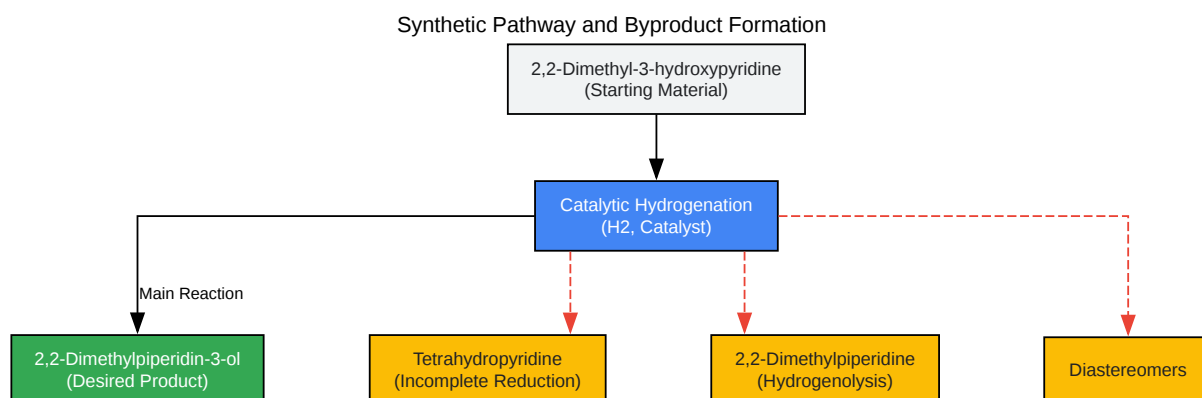 Synthetic Pathway and Byproduct Formation
2,2-Dimethyl-3-hydroxypyridine
(Starting Material)
Catalytic Hydrogenation
(H2, Catalyst)
Main Reaction
2,2-Dimethylpiperidin-3-ol
(Desired Product)
Tetrahydropyridine
(Incomplete Reduction)
2,2-Dimethylpiperidine
(Hydrogenolysis)
Diastereomers